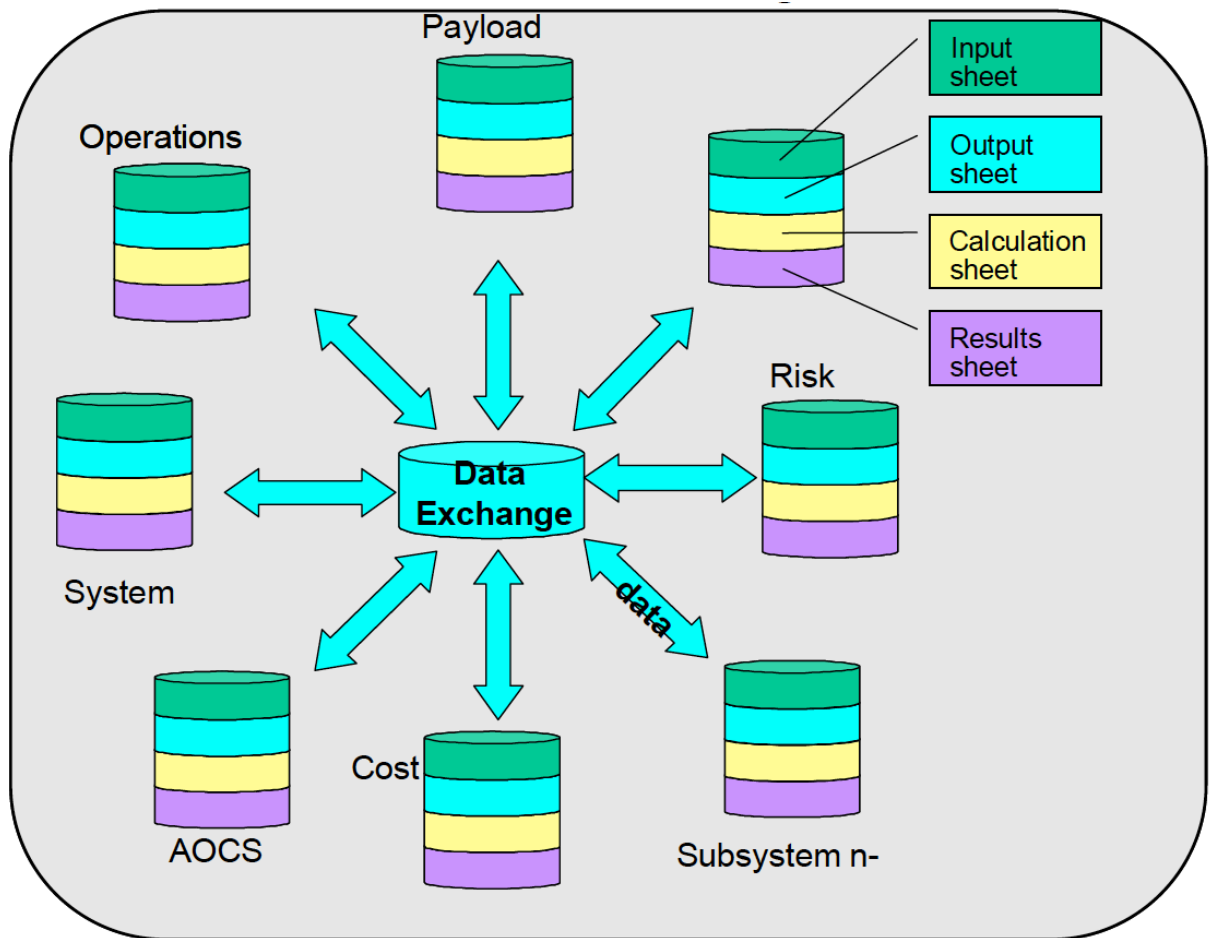 Payload
Input
sheet
Operations
Output
sheet
Calculation
sheet
Results
sheet
Risk
Data
Exchange
System
data
Cost
AOCS
Subsystem n-